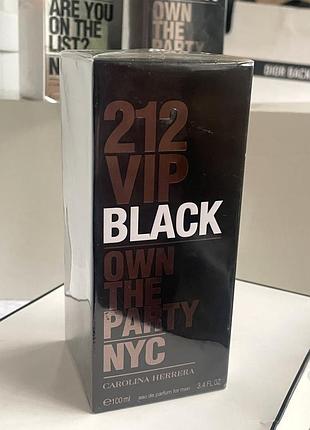 ARE YOU
ON THE
LIST?
OWN
THE
PARTY
NYC
DIOR BACK
212
VIP
BLACK
OWN
THE
PARTY
NYC
CAROLINA HERRERA
℮100ml eau de parfum for men 3.4 FL OZ